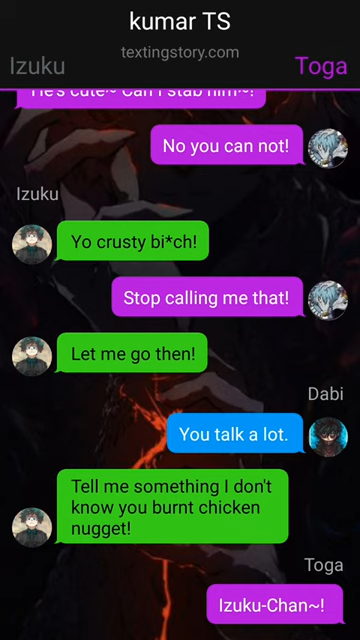 kumar TS
textingstory.com
Izuku
Toga
He's cute~ Can I stab him~!
No you can not!
Izuku
Yo crusty bi*ch!
Stop calling me that!
Let me go then!
Dabi
You talk a lot.
Tell me something I don't
know you burnt chicken
nugget!
Toga
Izuku-Chan~!